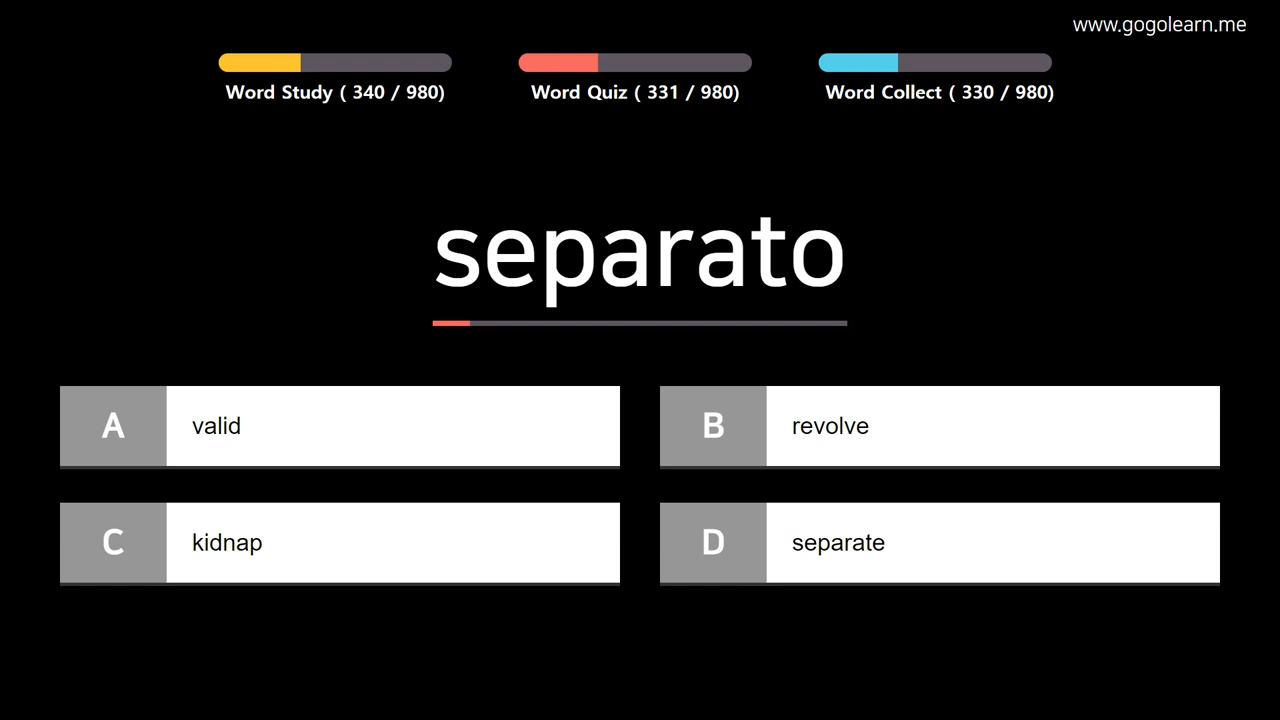 www.gogolearn.me
Word Study ( 340 / 980)
Word Quiz ( 331 / 980)
Word Collect ( 330 / 980)
separato
A valid
B revolve
C kidnap
D separate